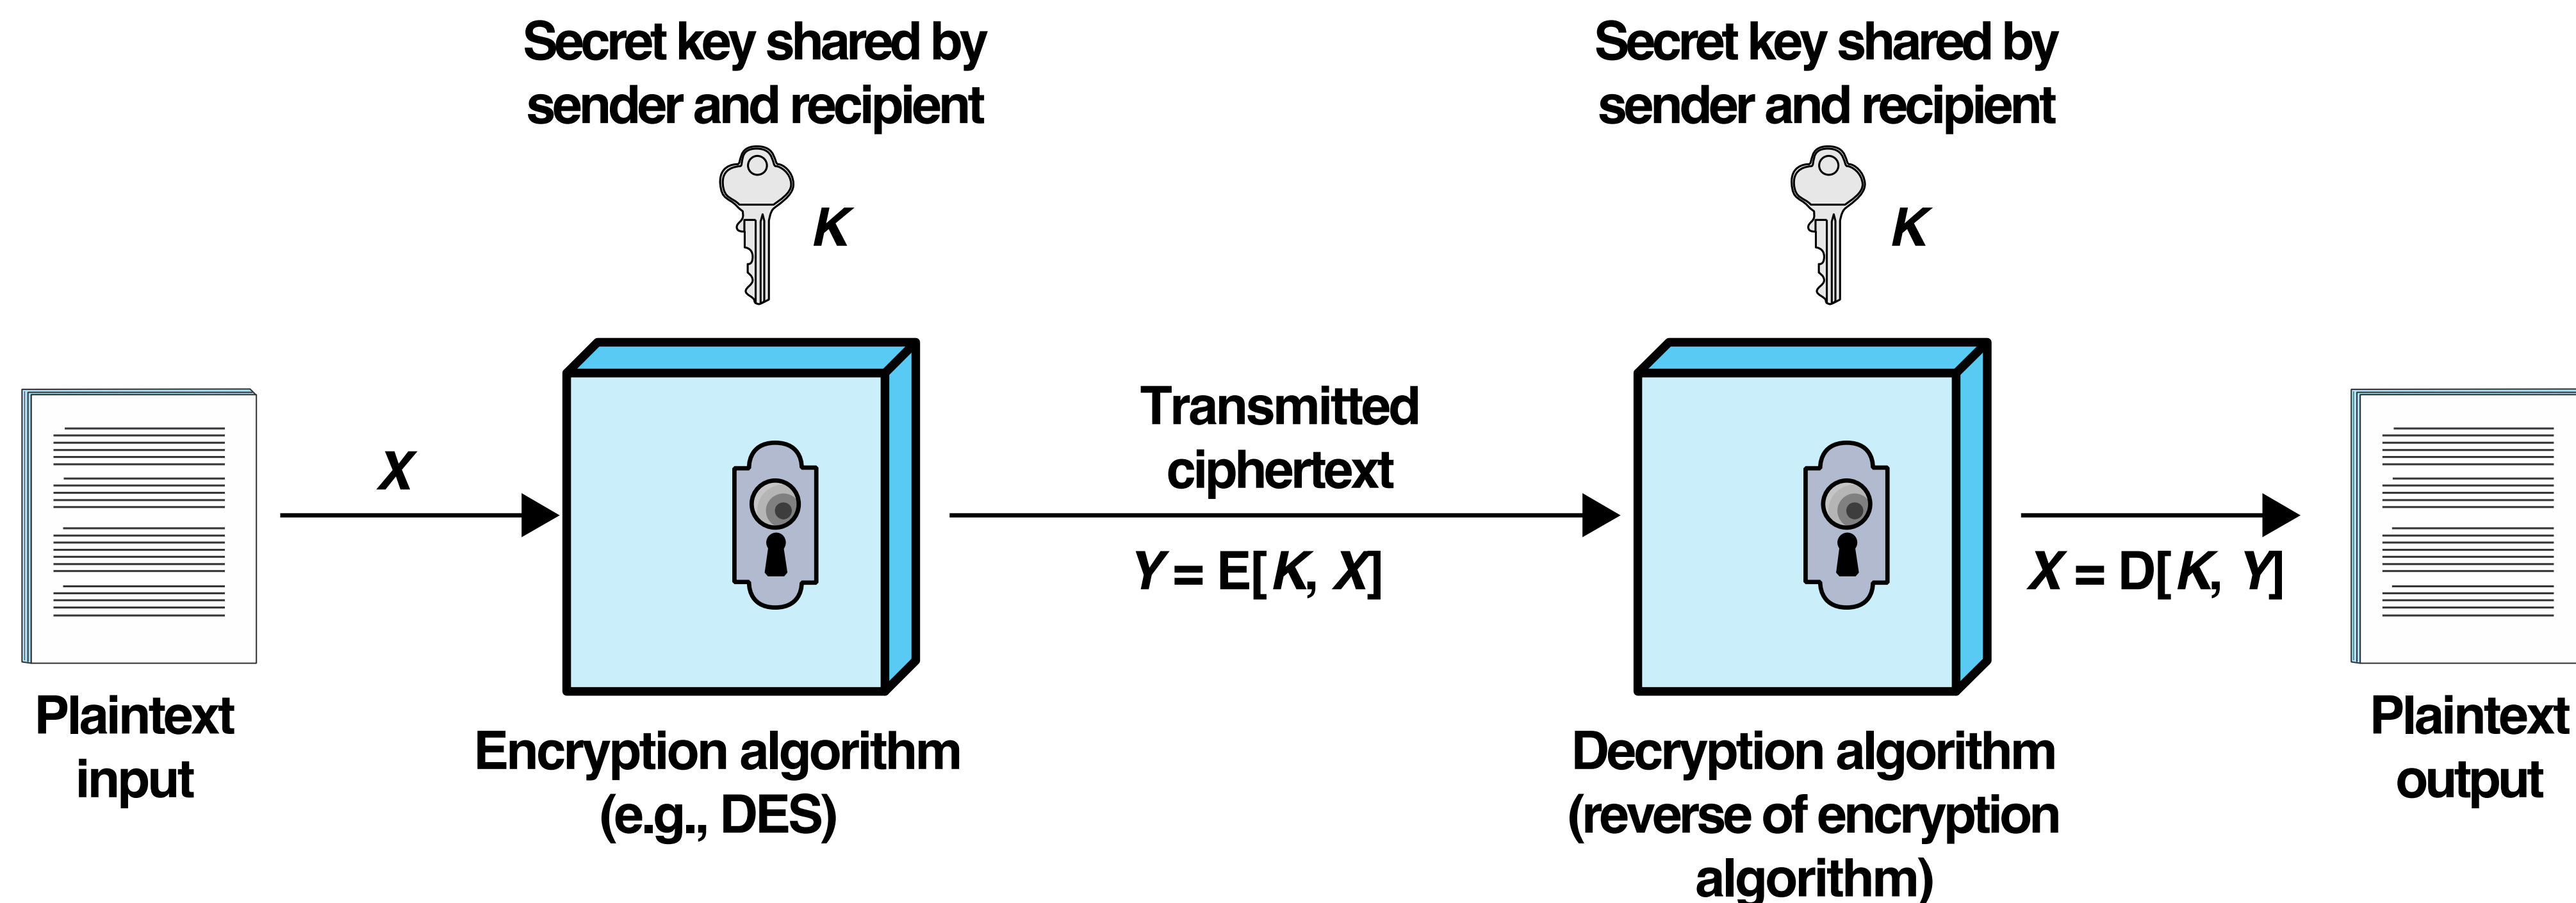 Secret key shared by
sender and recipient
K
Secret key shared by
sender and recipient
K
Plaintext
input
X
Encryption algorithm
(e.g., DES)
Transmitted
ciphertext
Y = E[K, X]
Decryption algorithm
(reverse of encryption
algorithm)
X = D[K, Y]
Plaintext
output